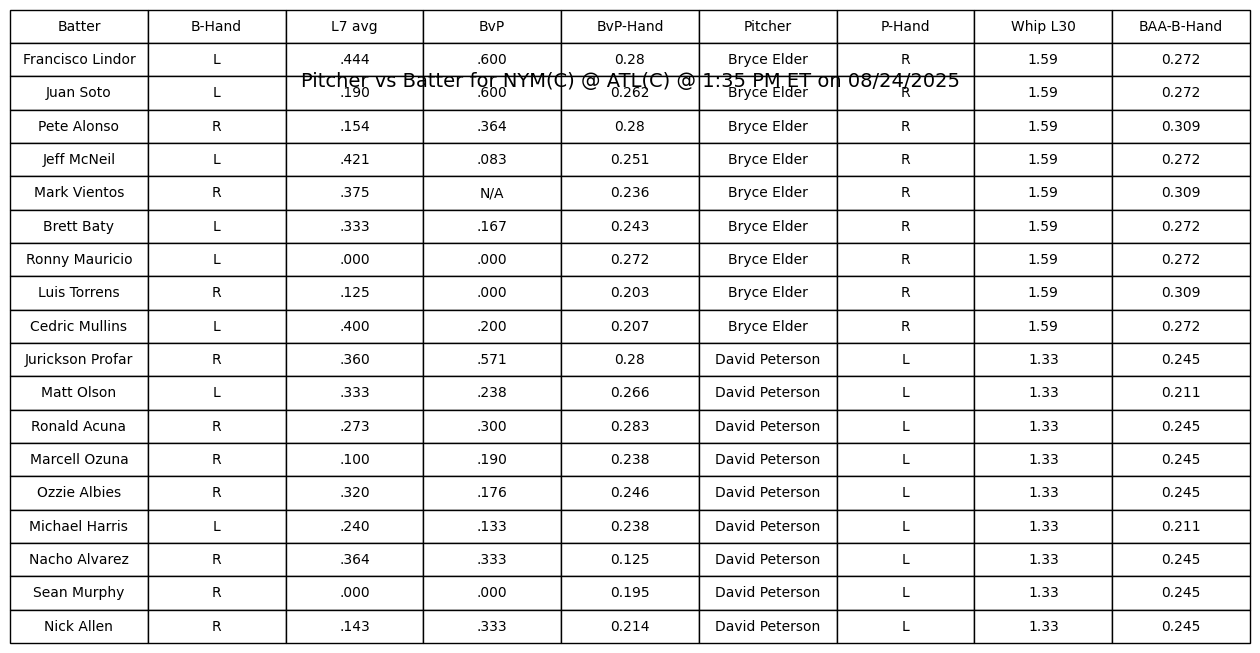 Batter B-Hand L7 avg BvP BvP-Hand Pitcher P-Hand Whip L30 BAA-B-Hand
Francisco Lindor L .444 .600 0.28 Bryce Elder R 1.59 0.272
Pitcher vs Batter for NYM(C) @ ATL(C) @ 1:35 PM ET on 08/24/2025
Juan Soto L .190 .600 0.262 Bryce Elder R 1.59 0.272
Pete Alonso R .154 .364 0.28 Bryce Elder R 1.59 0.309
Jeff McNeil L .421 .083 0.251 Bryce Elder R 1.59 0.272
Mark Vientos R .375 N/A 0.236 Bryce Elder R 1.59 0.309
Brett Baty L .333 .167 0.243 Bryce Elder R 1.59 0.272
Ronny Mauricio L .000 .000 0.272 Bryce Elder R 1.59 0.272
Luis Torrens R .125 .000 0.203 Bryce Elder R 1.59 0.309
Cedric Mullins L .400 .200 0.207 Bryce Elder R 1.59 0.272
Jurickson Profar R .360 .571 0.28 David Peterson L 1.33 0.245
Matt Olson L .333 .238 0.266 David Peterson L 1.33 0.211
Ronald Acuna R .273 .300 0.283 David Peterson L 1.33 0.245
Marcell Ozuna R .100 .190 0.238 David Peterson L 1.33 0.245
Ozzie Albies R .320 .176 0.246 David Peterson L 1.33 0.245
Michael Harris L .240 .133 0.238 David Peterson L 1.33 0.211
Nacho Alvarez R .364 .333 0.125 David Peterson L 1.33 0.245
Sean Murphy R .000 .000 0.195 David Peterson L 1.33 0.245
Nick Allen R .143 .333 0.214 David Peterson L 1.33 0.245